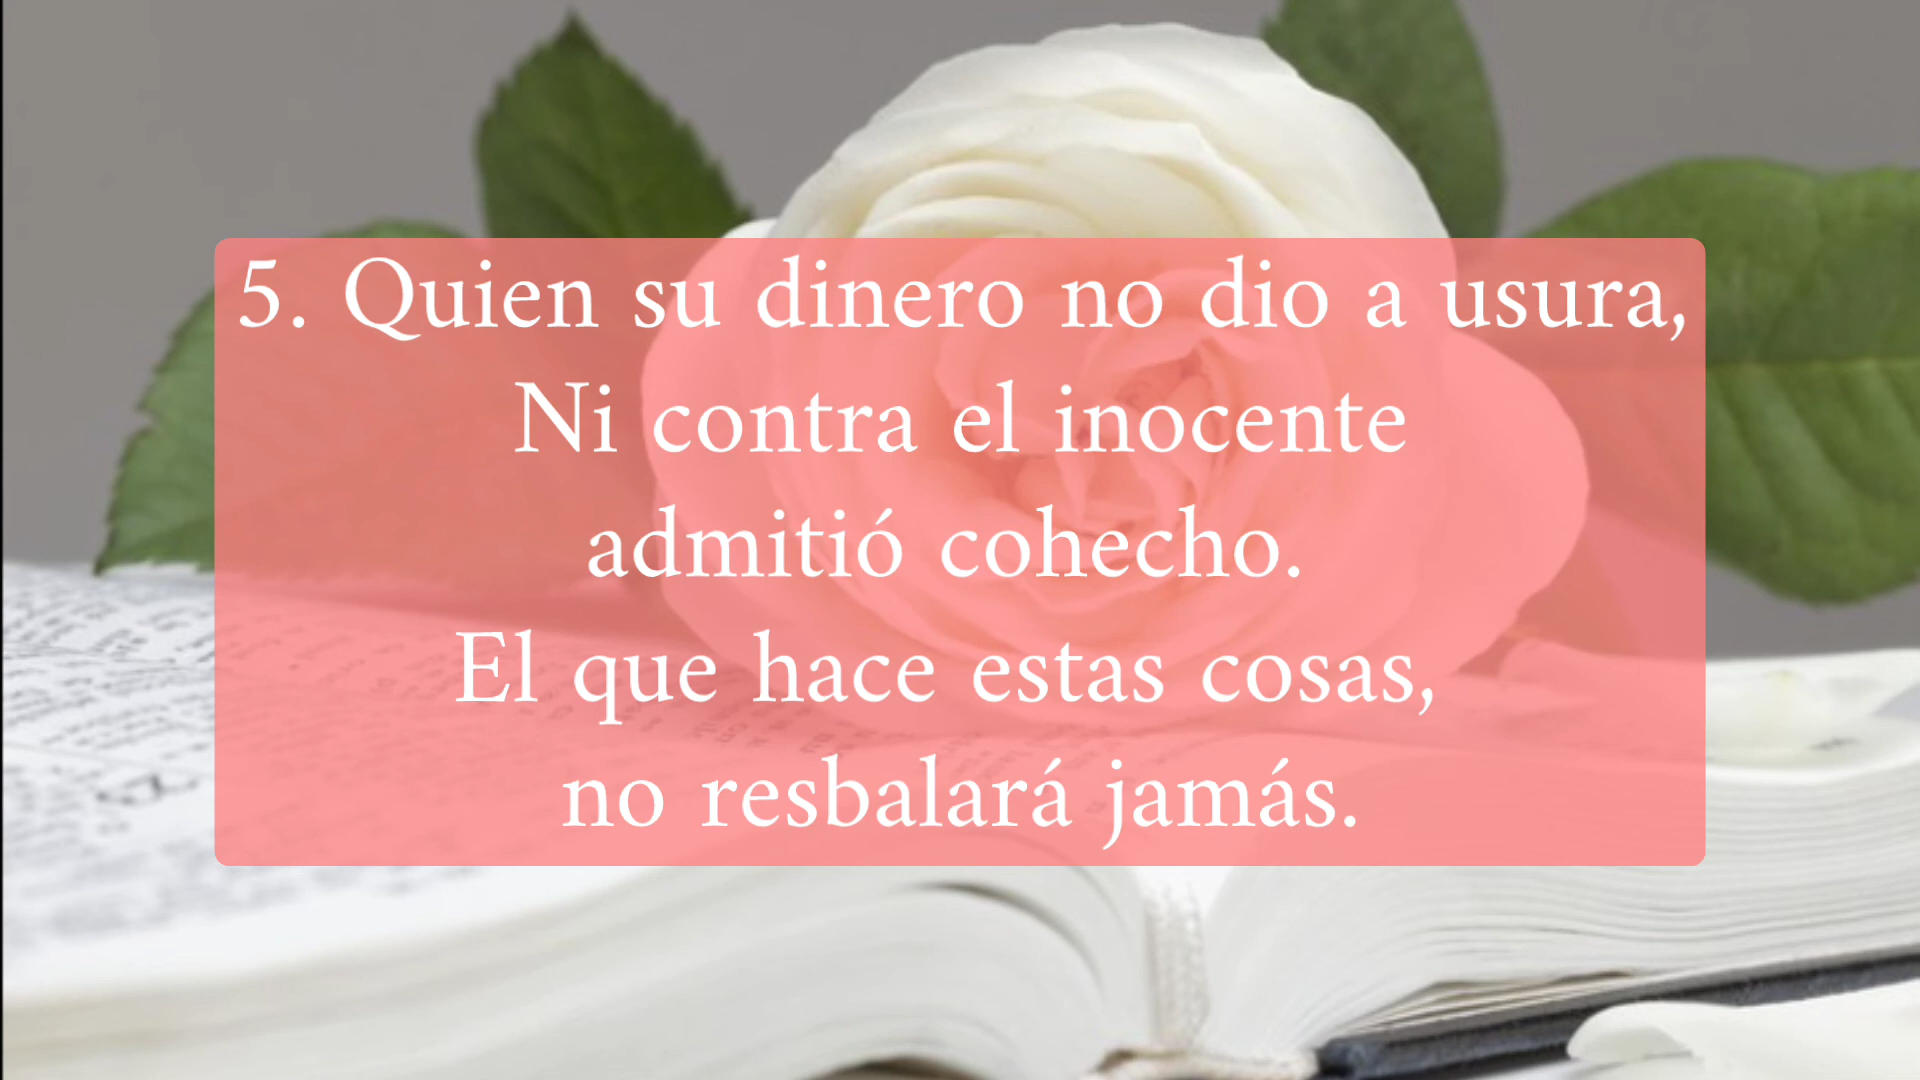 5. Quien su dinero no dio a usura,
Ni contra el inocente
admitió cohecho.
El que hace estas cosas,
no resbalará jamás.